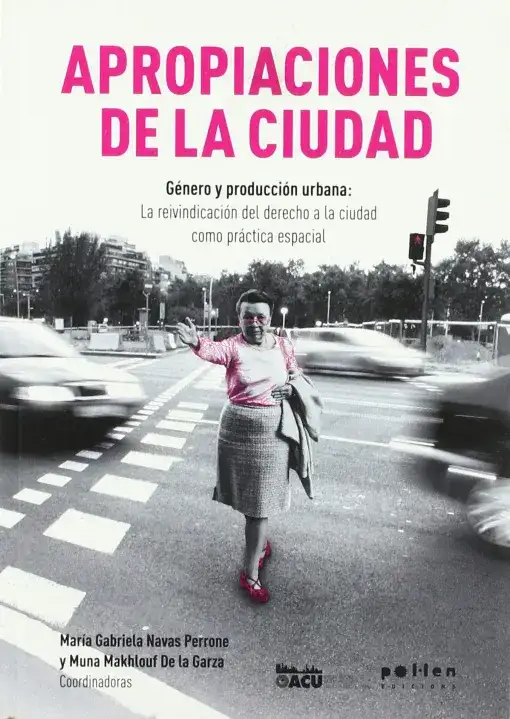 APROPIACIONES
DE LA CIUDAD
Género y producción urbana:
La reivindicación del derecho a la ciudad
como práctica espacial
María Gabriela Navas Perrone
y Muna Makhlouf De la Garza
Coordinadoras
OACU
pol·len
EDICIONS